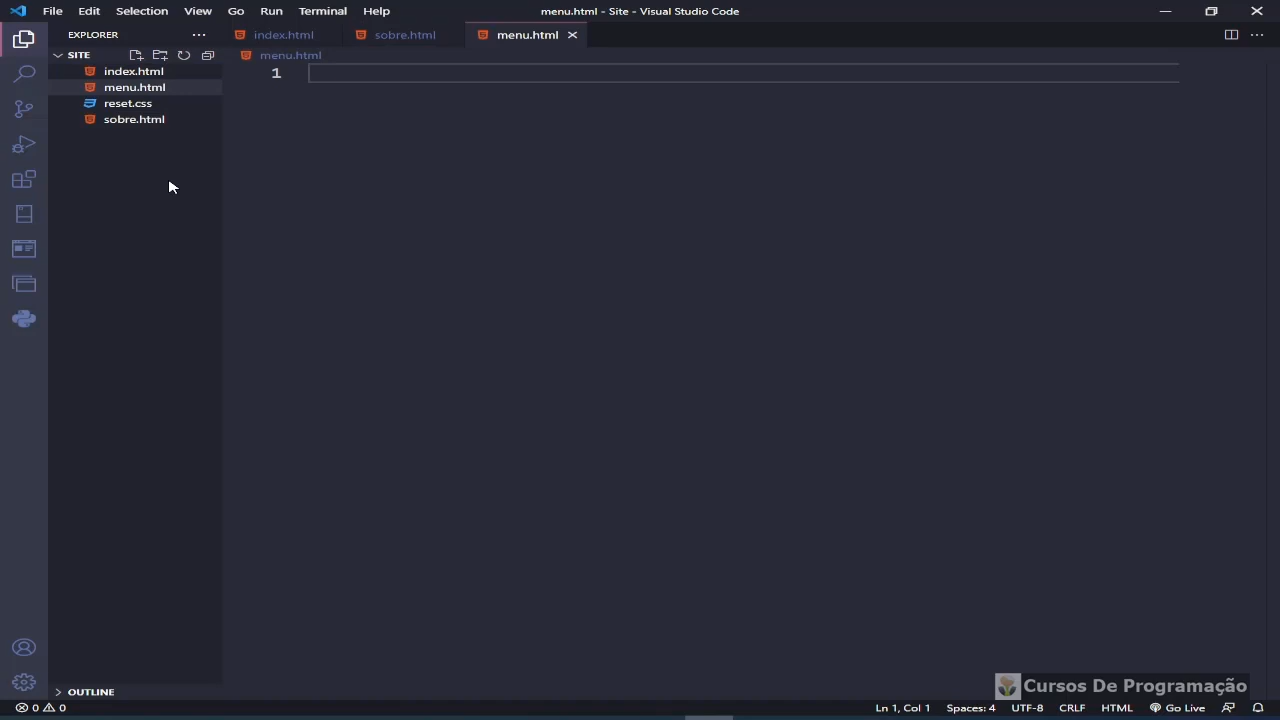 File Edit Selection View Go Run Terminal Help
menu.html - Site - Visual Studio Code
EXPLORER
index.html
sobre.html
menu.html
SITE
menu.html
index.html
menu.html
reset.css
sobre.html
1
OUTLINE
Cursos De Programação
0 0
Ln 1, Col 1
Spaces: 4
UTF-8
CRLF
HTML
Go Live